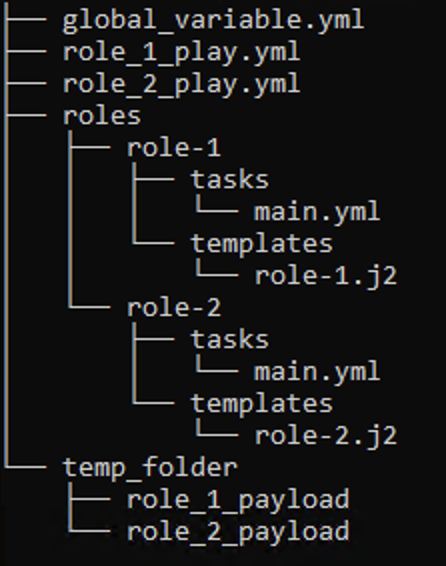 ├── global_variable.yml
├── role_1_play.yml
├── role_2_play.yml
├── roles
│   ├── role-1
│   │   ├── tasks
│   │   │   └── main.yml
│   │   └── templates
│   │       └── role-1.j2
│   └── role-2
│       ├── tasks
│       │   └── main.yml
│       └── templates
│           └── role-2.j2
└── temp_folder
    ├── role_1_payload
    └── role_2_payload